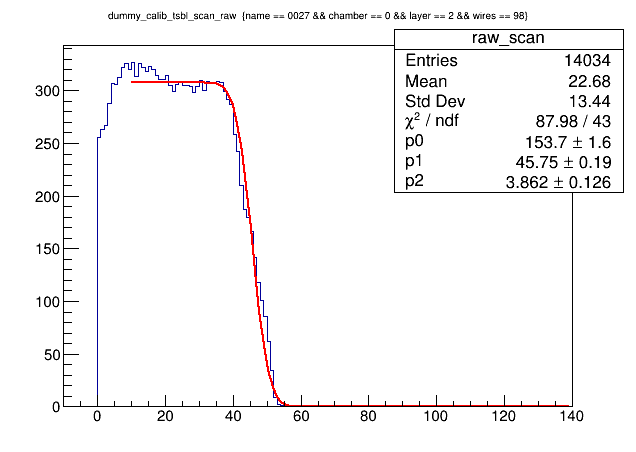 dummy_calib_tsbl_scan_raw {name == 0027 && chamber == 0 && layer == 2 && wires == 98}
raw_scan
Entries 14034
Mean 22.68
Std Dev 13.44
χ² / ndf 87.98 / 43
p0 153.7 ± 1.6
p1 45.75 ± 0.19
p2 3.862 ± 0.126
300
250
200
150
100
50
0
0 20 40 60 80 100 120 140